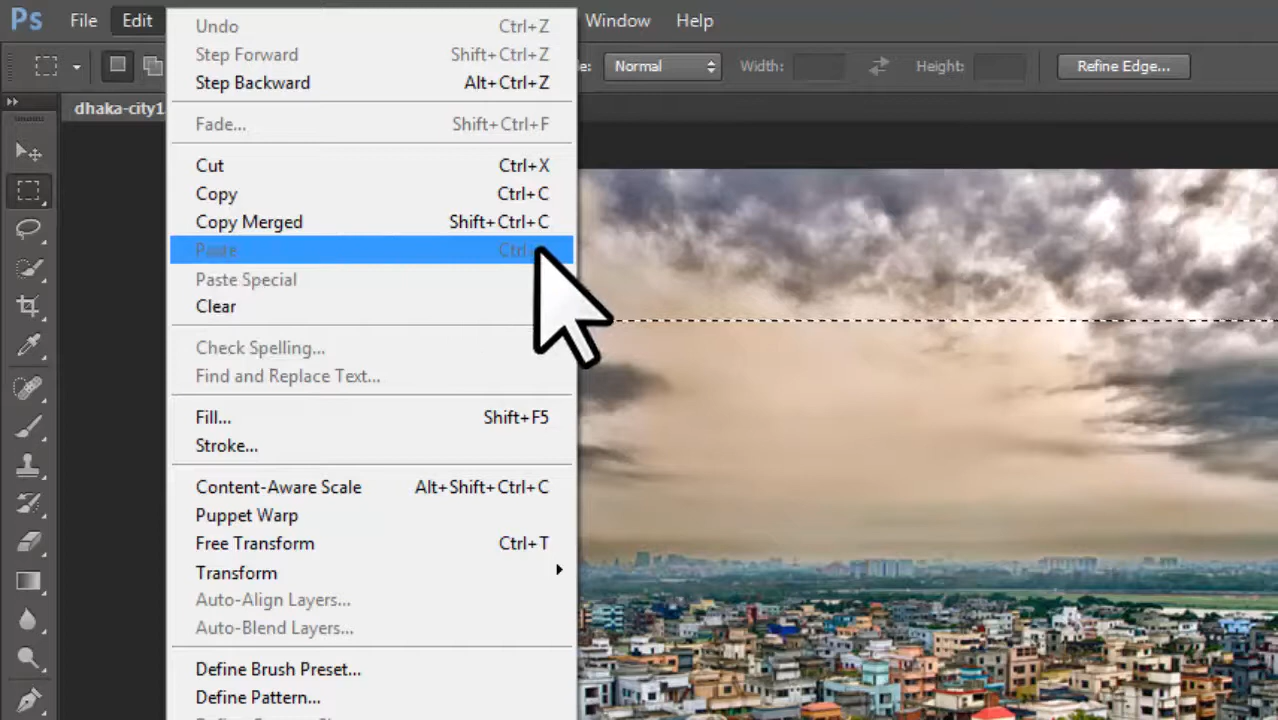 Ps File Edit Window Help
Undo Ctrl+Z
Step Forward Shift+Ctrl+Z
Step Backward Alt+Ctrl+Z
Normal Width: Height: Refine Edge...
dhaka-city1
Fade... Shift+Ctrl+F
Cut Ctrl+X
Copy Ctrl+C
Copy Merged Shift+Ctrl+C
Paste Ctrl+
Paste Special
Clear
Check Spelling...
Find and Replace Text...
Fill... Shift+F5
Stroke...
Content-Aware Scale Alt+Shift+Ctrl+C
Puppet Warp
Free Transform Ctrl+T
Transform
Auto-Align Layers...
Auto-Blend Layers...
Define Brush Preset...
Define Pattern...